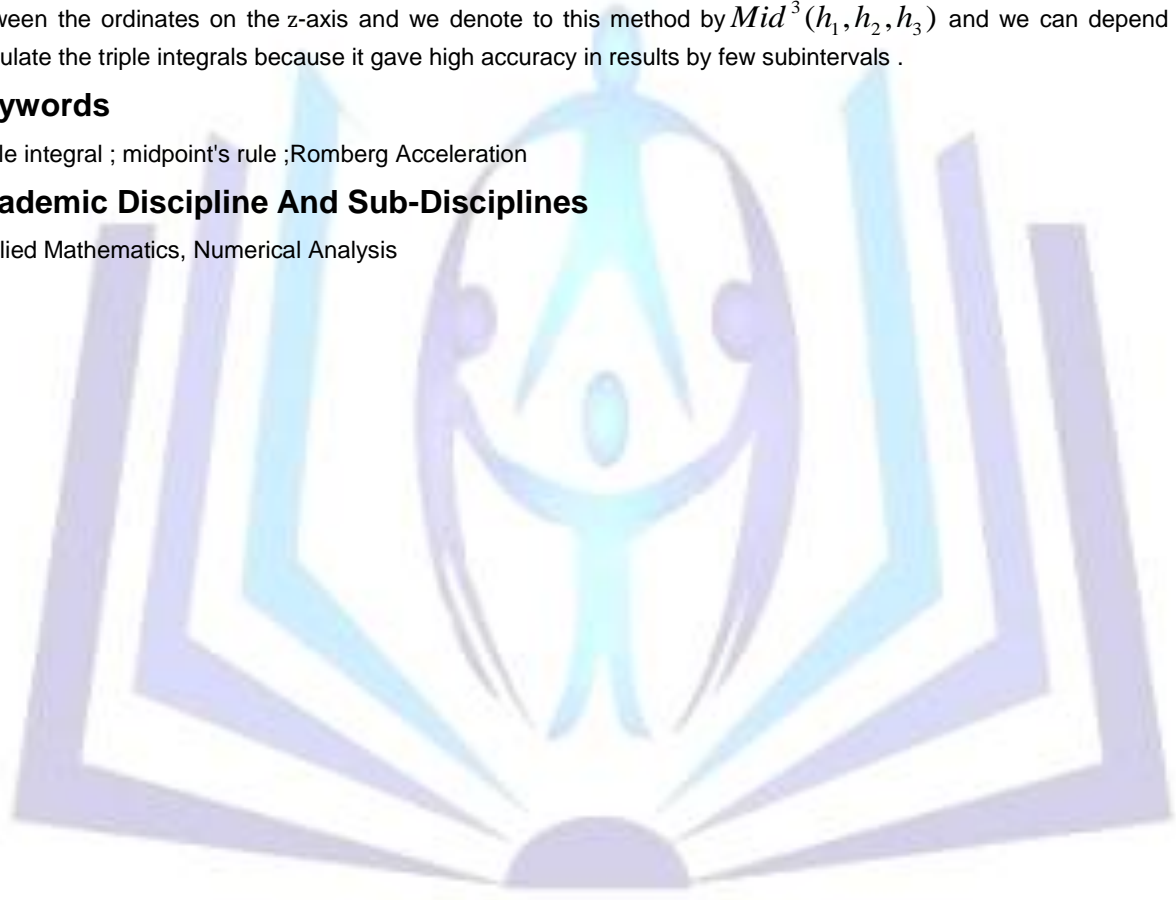 ween the ordinates on the z-axis and we denote to this method by Mid³(h₁,h₂,h₃) and we can depend
ulate the triple integrals because it gave high accuracy in results by few subintervals .
ywords
le integral ; midpoint's rule ;Romberg Acceleration
ademic Discipline And Sub-Disciplines
lied Mathematics, Numerical Analysis